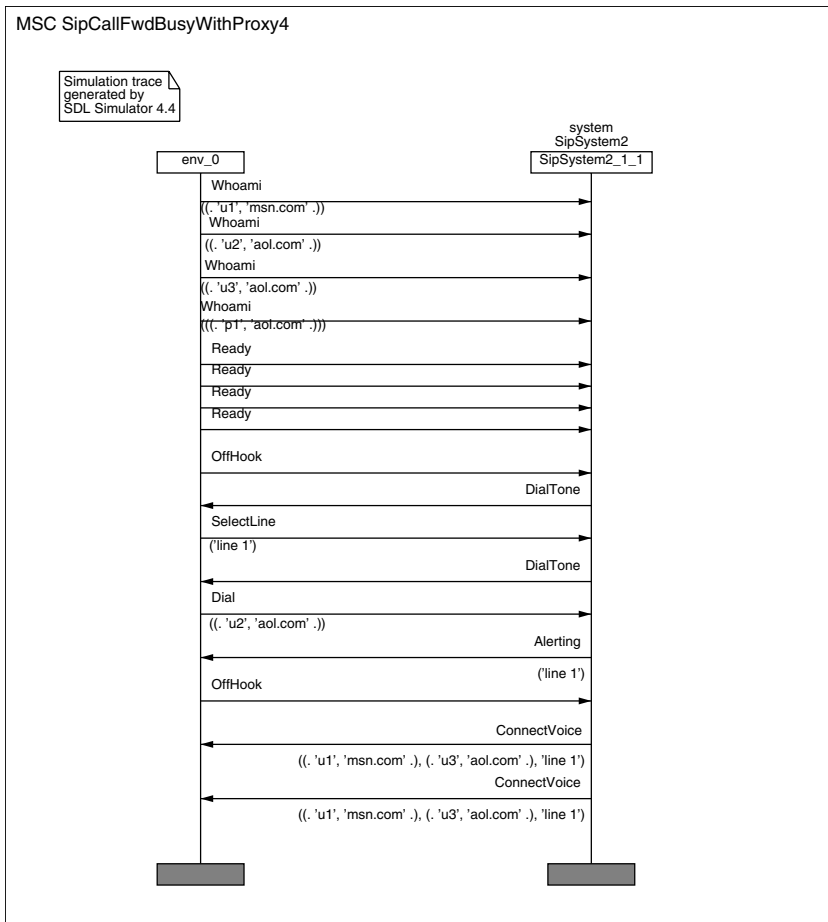 MSC SipCallFwdBusyWithProxy4
Simulation trace
generated by
SDL Simulator 4.4
system
SipSystem2
env_0
SipSystem2_1_1
Whoami
((. 'u1', 'msn.com' .))
Whoami
((. 'u2', 'aol.com' .))
Whoami
((. 'u3', 'aol.com' .))
Whoami
(((. 'p1', 'aol.com' .)))
Ready
Ready
Ready
Ready
OffHook
DialTone
SelectLine
('line 1')
DialTone
Dial
((. 'u2', 'aol.com' .))
Alerting
('line 1')
OffHook
ConnectVoice
((. 'u1', 'msn.com' .), (. 'u3', 'aol.com' .), 'line 1')
ConnectVoice
((. 'u1', 'msn.com' .), (. 'u3', 'aol.com' .), 'line 1')